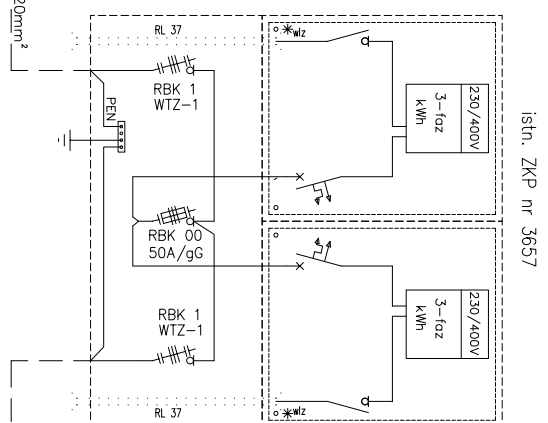 20mm²
RL 37
RBK 1
WTZ-1
PEN
RBK 00
50A/gG
RBK 1
WTZ-1
RL 37
wlz
230/400V
3-faz
kWh
230/400V
3-faz
kWh
wlz
istn. ZKP nr 3657